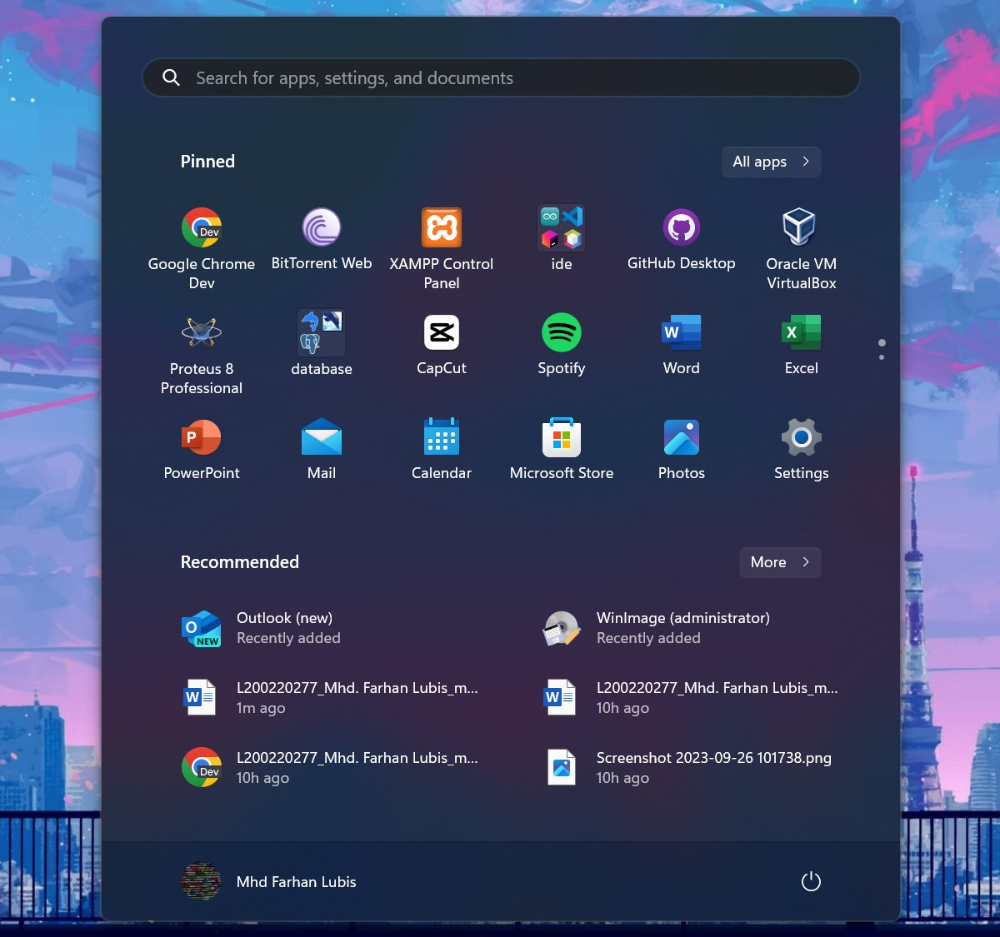 Search for apps, settings, and documents
Pinned
All apps
Dev
Google Chrome
Dev
BitTorrent Web
XAMPP Control
Panel
ide
GitHub Desktop
Oracle VM
VirtualBox
Proteus 8
Professional
database
CapCut
Spotify
W
Word
X
Excel
P
PowerPoint
Mail
Calendar
Microsoft Store
Photos
Settings
Recommended
More
O
NEW
Outlook (new)
Recently added
WinImage (administrator)
Recently added
W
L200220277_Mhd. Farhan Lubis_m...
1m ago
W
L200220277_Mhd. Farhan Lubis_m...
10h ago
Dev
L200220277_Mhd. Farhan Lubis_m...
10h ago
Screenshot 2023-09-26 101738.png
10h ago
Mhd Farhan Lubis